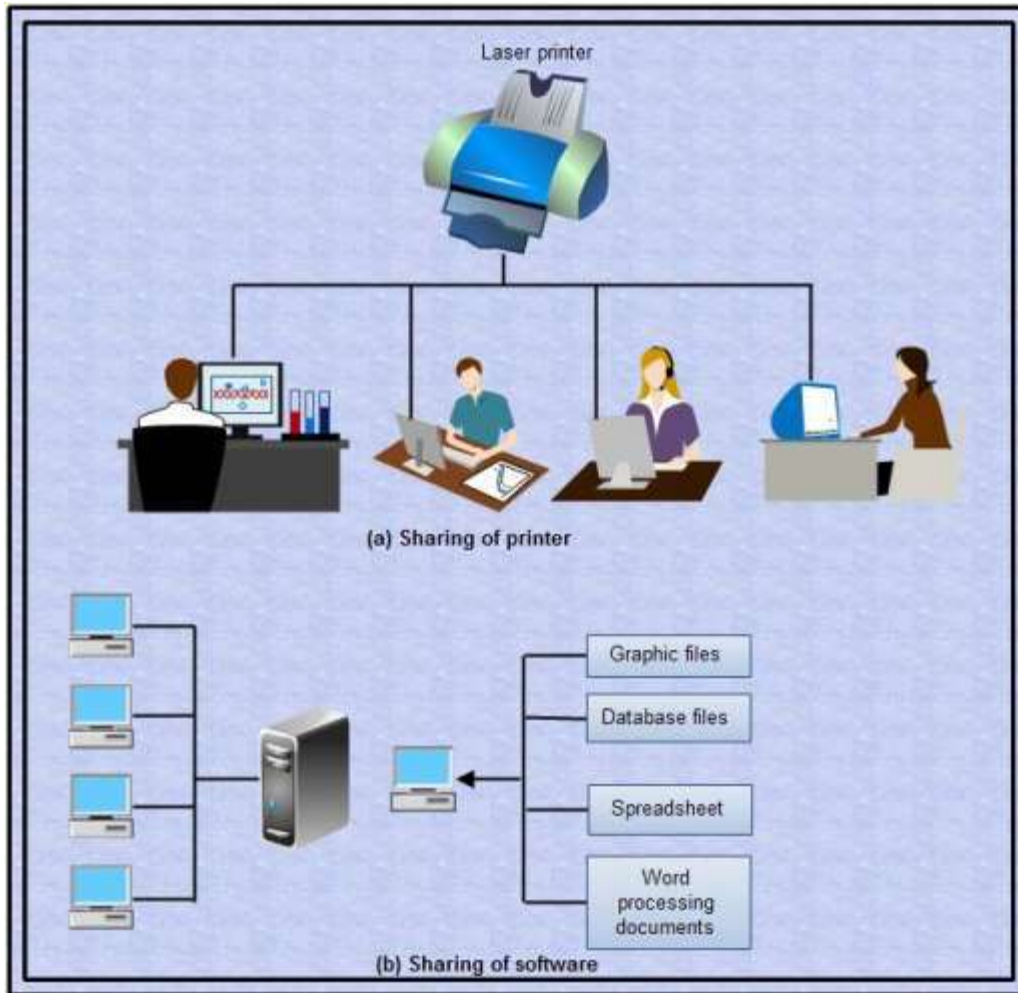 Laser printer
(a) Sharing of printer
Graphic files
Database files
Spreadsheet
Word
processing
documents
(b) Sharing of software